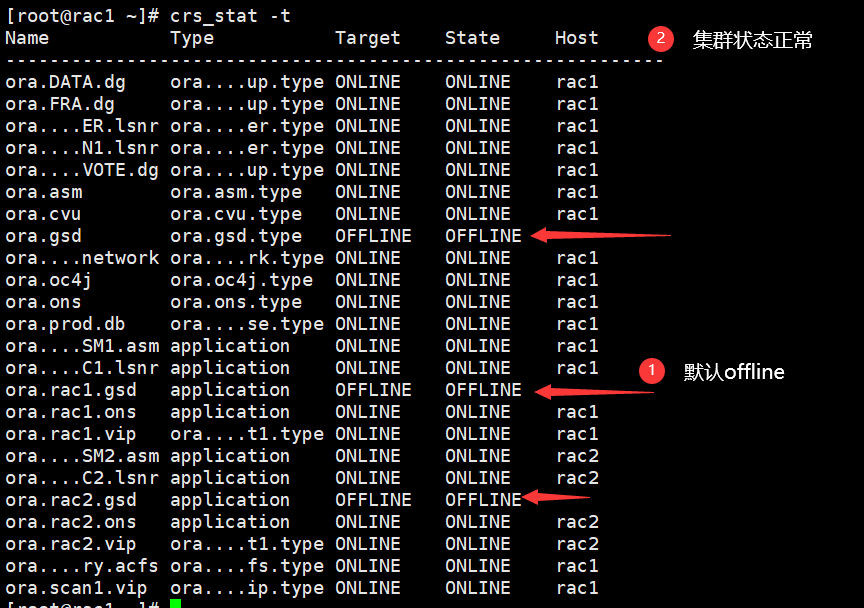 [root@rac1 ~]# crs_stat -t
Name Type Target State Host
2 集群状态正常
------------------------------------------------------------
ora.DATA.dg ora....up.type ONLINE ONLINE rac1
ora.FRA.dg ora....up.type ONLINE ONLINE rac1
ora....ER.lsnr ora....er.type ONLINE ONLINE rac1
ora....N1.lsnr ora....er.type ONLINE ONLINE rac1
ora....VOTE.dg ora....up.type ONLINE ONLINE rac1
ora.asm ora.asm.type ONLINE ONLINE rac1
ora.cvu ora.cvu.type ONLINE ONLINE rac1
ora.gsd ora.gsd.type OFFLINE OFFLINE
ora....network ora....rk.type ONLINE ONLINE rac1
ora.oc4j ora.oc4j.type ONLINE ONLINE rac1
ora.ons ora.ons.type ONLINE ONLINE rac1
ora.prod.db ora....se.type ONLINE ONLINE rac1
ora....SM1.asm application ONLINE ONLINE rac1
ora....C1.lsnr application ONLINE ONLINE rac1
1 默认offline
ora.rac1.gsd application OFFLINE OFFLINE
ora.rac1.ons application ONLINE ONLINE rac1
ora.rac1.vip ora....t1.type ONLINE ONLINE rac1
ora....SM2.asm application ONLINE ONLINE rac2
ora....C2.lsnr application ONLINE ONLINE rac2
ora.rac2.gsd application OFFLINE OFFLINE
ora.rac2.ons application ONLINE ONLINE rac2
ora.rac2.vip ora....t1.type ONLINE ONLINE rac2
ora....ry.acfs ora....fs.type ONLINE ONLINE rac1
ora.scan1.vip ora....ip.type ONLINE ONLINE rac1
[root@rac1 ~]#